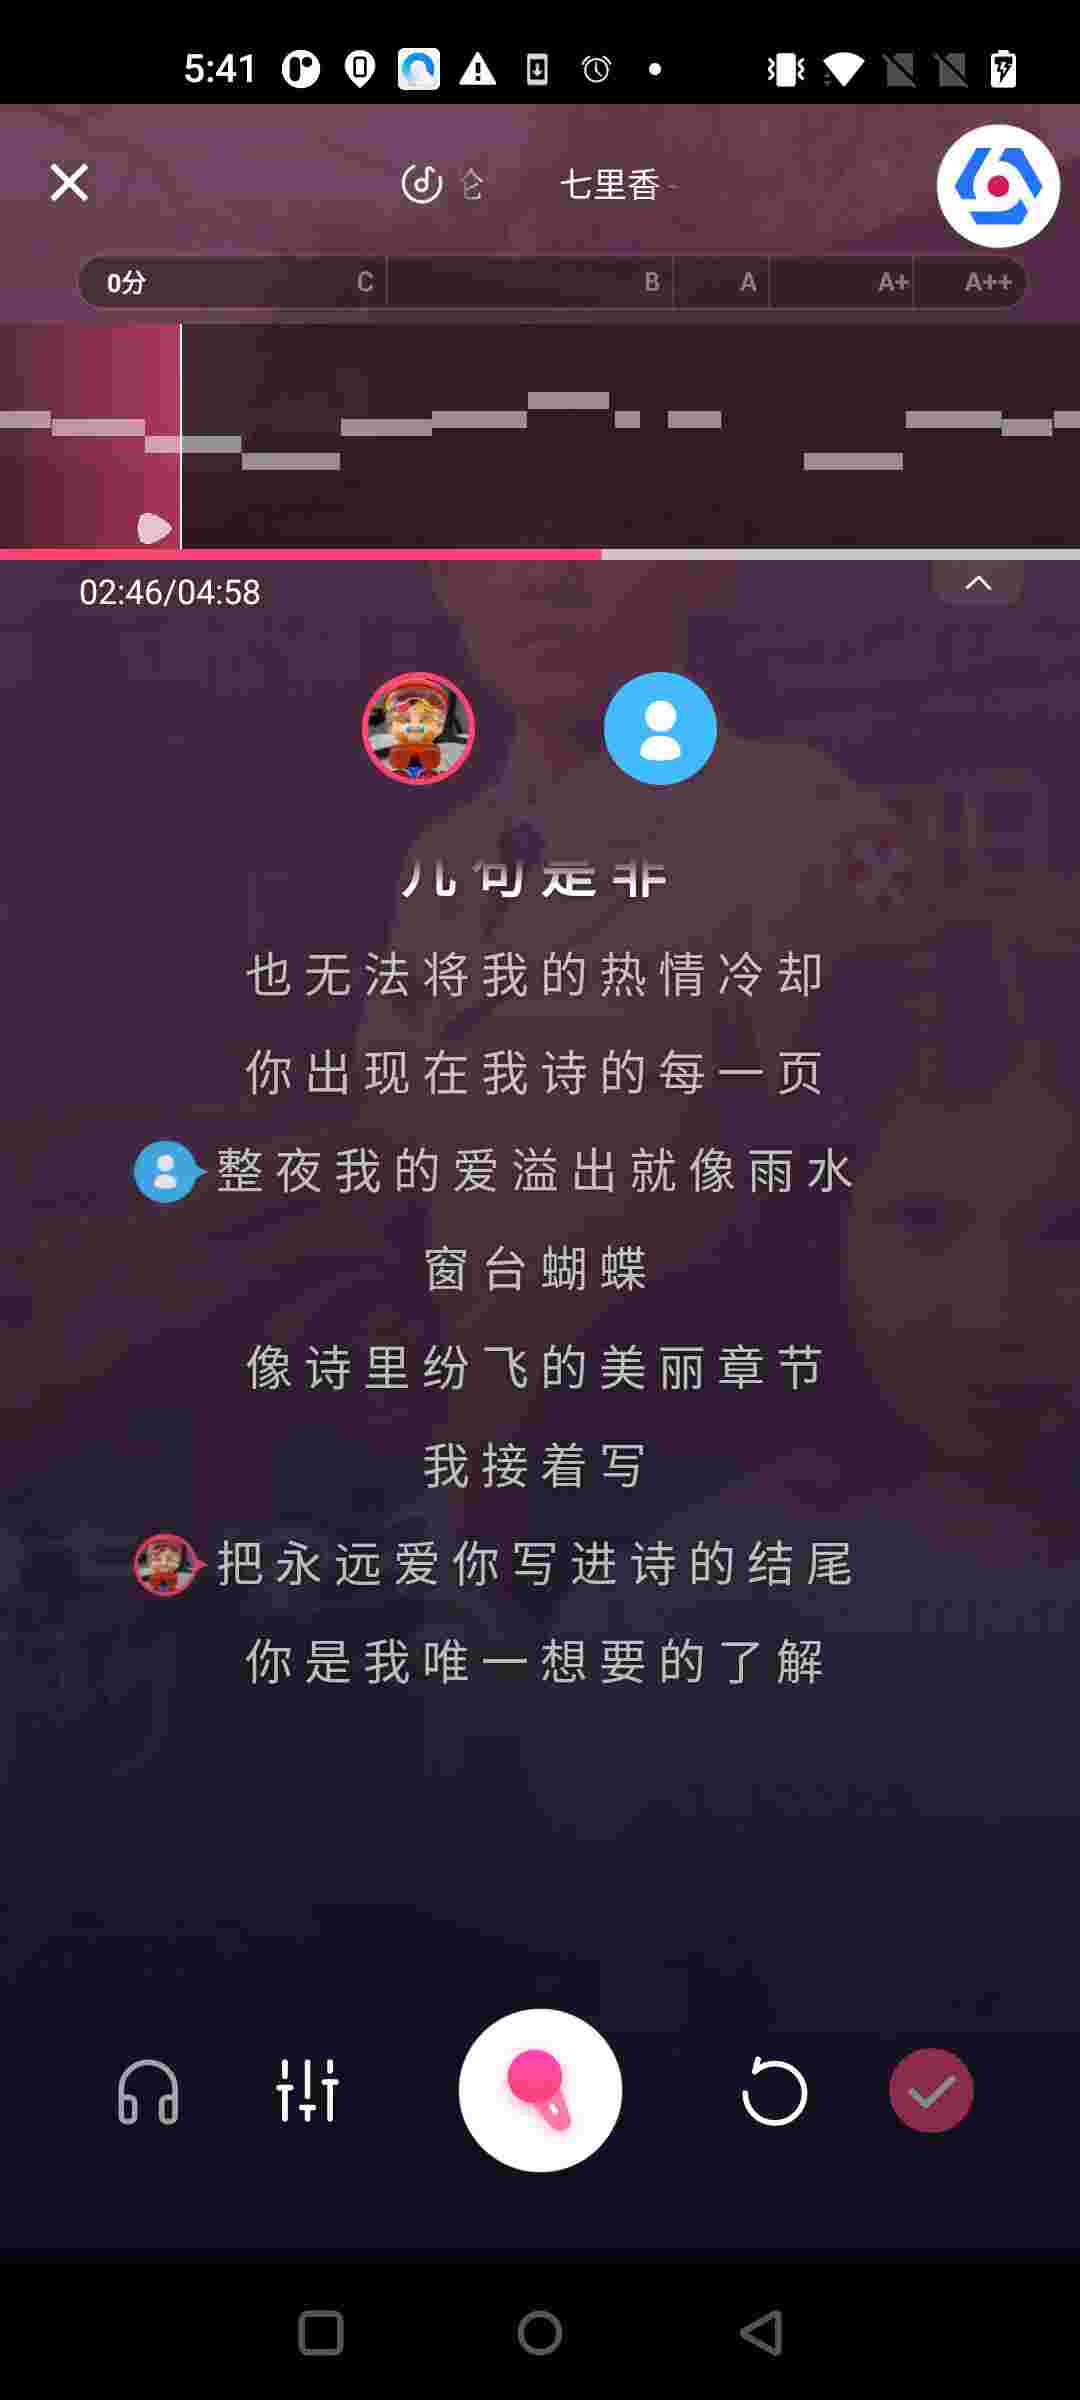 5:41
七里香 -
0分 C B A A+ A++
02:46/04:58
几句是非
也无法将我的热情冷却
你出现在我诗的每一页
整夜我的爱溢出就像雨水
窗台蝴蝶
像诗里纷飞的美丽章节
我接着写
把永远爱你写进诗的结尾
你是我唯一想要的了解